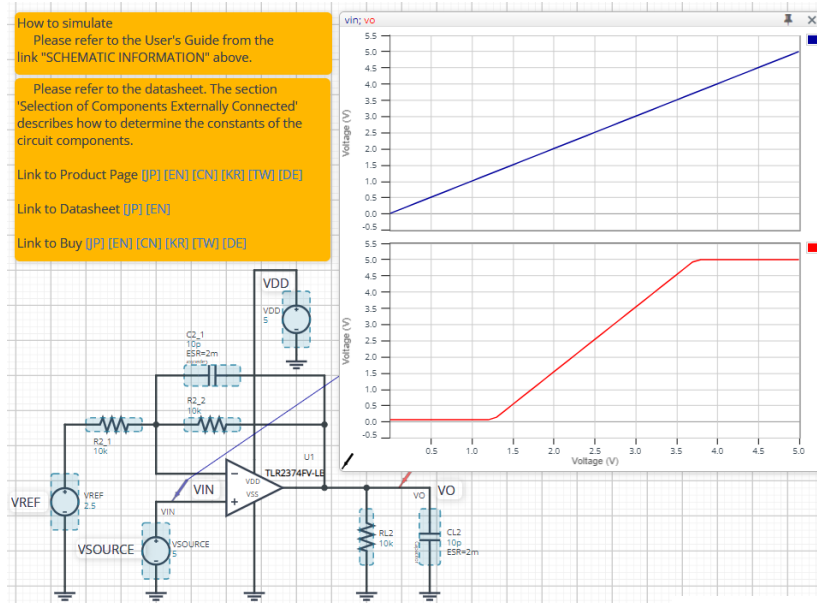 How to simulate
Please refer to the User's Guide from the
link "SCHEMATIC INFORMATION" above.
Please refer to the datasheet. The section
'Selection of Components Externally Connected'
describes how to determine the constants of the
circuit components.
Link to Product Page [JP] [EN] [CN] [KR] [TW] [DE]
Link to Datasheet [JP] [EN]
Link to Buy [JP] [EN] [CN] [KR] [TW] [DE]
vin; vo
5.5
5.0
4.5
4.0
3.5
3.0
2.5
2.0
1.5
1.0
0.5
0.0
-0.5
Voltage (V)
5.5
5.0
4.5
4.0
3.5
3.0
2.5
2.0
1.5
1.0
0.5
0.0
-0.5
Voltage (V)
0.5 1.0 1.5 2.0 2.5 3.0 3.5 4.0 4.5 5.0
Voltage (V)
VDD
VDD
5
C2_1
10p
ESR=2m
R2_2
10k
R2_1
10k
U1
TLR2374FV-LB
VDD
VSS
VREF
VREF
2.5
VIN
VIN
VSOURCE
VSOURCE
5
VO
VO
RL2
10k
CL2
10p
ESR=2m